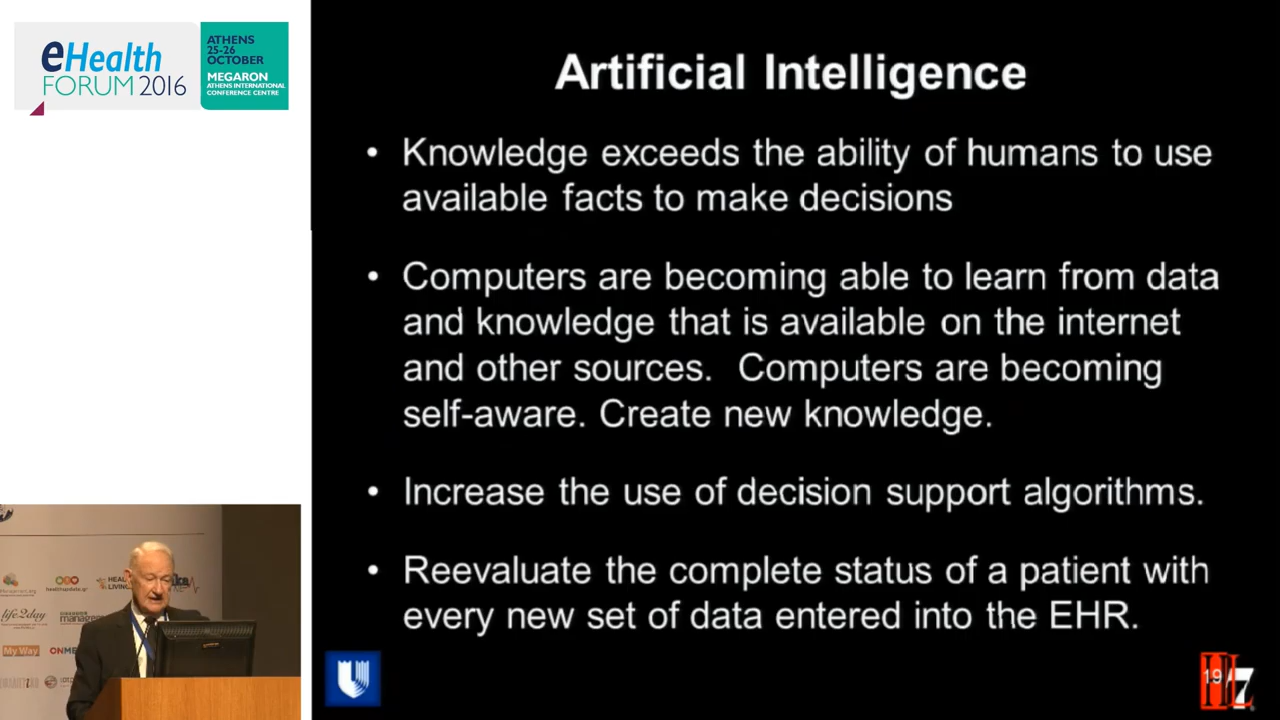 eHealth
FORUM 2016
ATHENS
25-26
OCTOBER
MEGARON
ATHENS INTERNATIONAL
CONFERENCE CENTRE
Artificial Intelligence
• Knowledge exceeds the ability of humans to use
available facts to make decisions
• Computers are becoming able to learn from data
and knowledge that is available on the internet
and other sources. Computers are becoming
self-aware. Create new knowledge.
• Increase the use of decision support algorithms.
• Reevaluate the complete status of a patient with
every new set of data entered into the EHR.
life2day
My Way